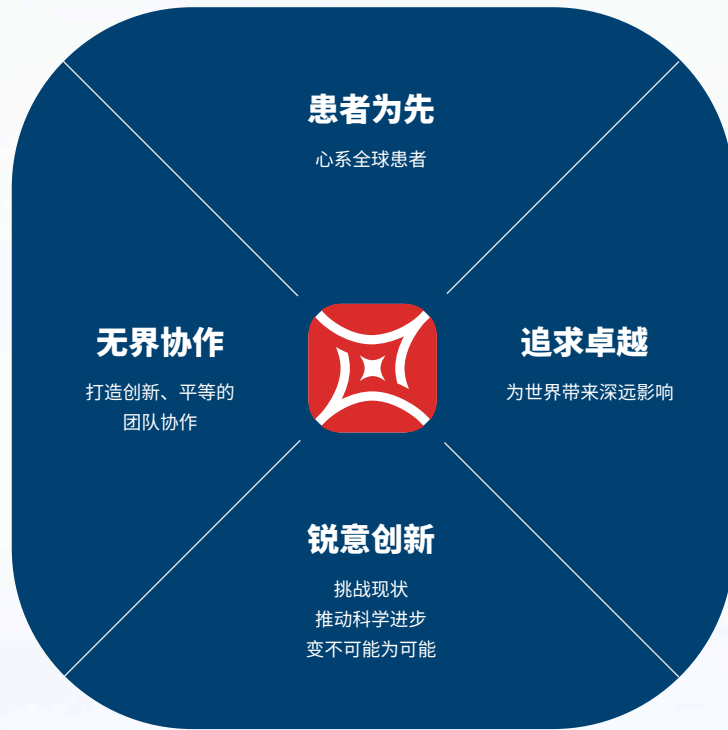 患者为先
心系全球患者
无界协作
打造创新、平等的
团队协作
追求卓越
为世界带来深远影响
锐意创新
挑战现状
推动科学进步
变不可能为可能